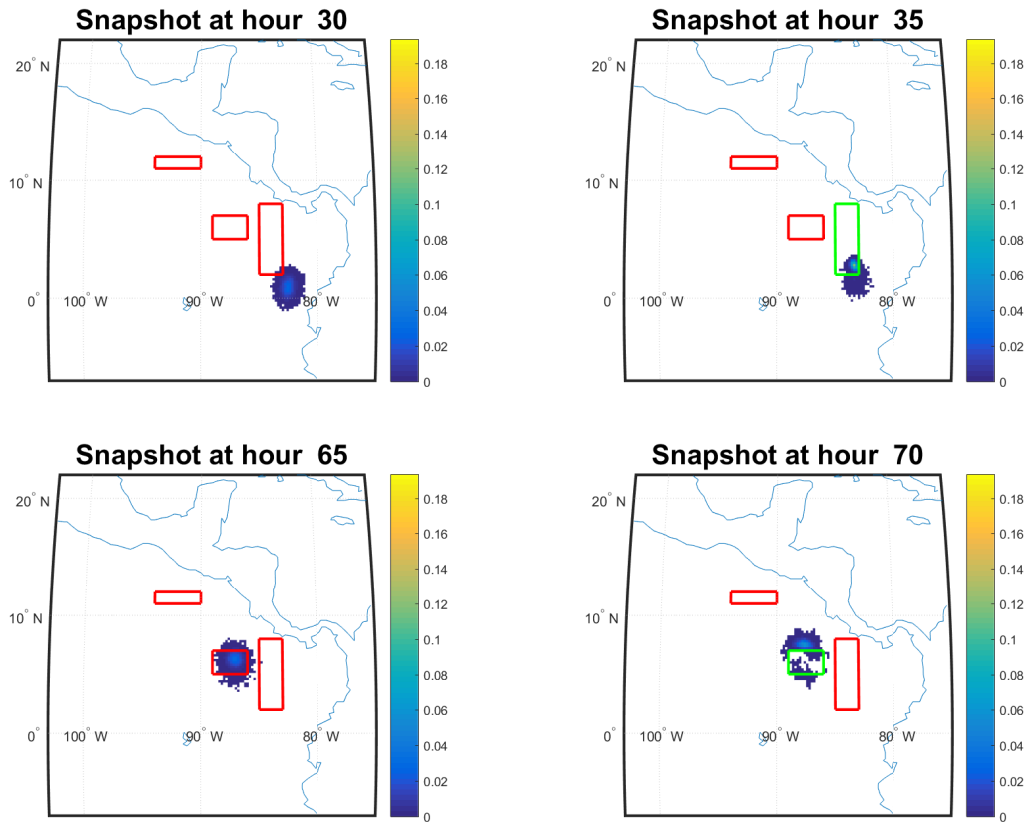 Snapshot at hour  30
20° N
10° N
0°
100° W
90° W
80° W
0.18
0.16
0.14
0.12
0.1
0.08
0.06
0.04
0.02
0
Snapshot at hour  35
20° N
10° N
0°
100° W
90° W
80° W
0.18
0.16
0.14
0.12
0.1
0.08
0.06
0.04
0.02
0
Snapshot at hour  65
20° N
10° N
0°
100° W
90° W
80° W
0.18
0.16
0.14
0.12
0.1
0.08
0.06
0.04
0.02
0
Snapshot at hour  70
20° N
10° N
0°
100° W
90° W
80° W
0.18
0.16
0.14
0.12
0.1
0.08
0.06
0.04
0.02
0